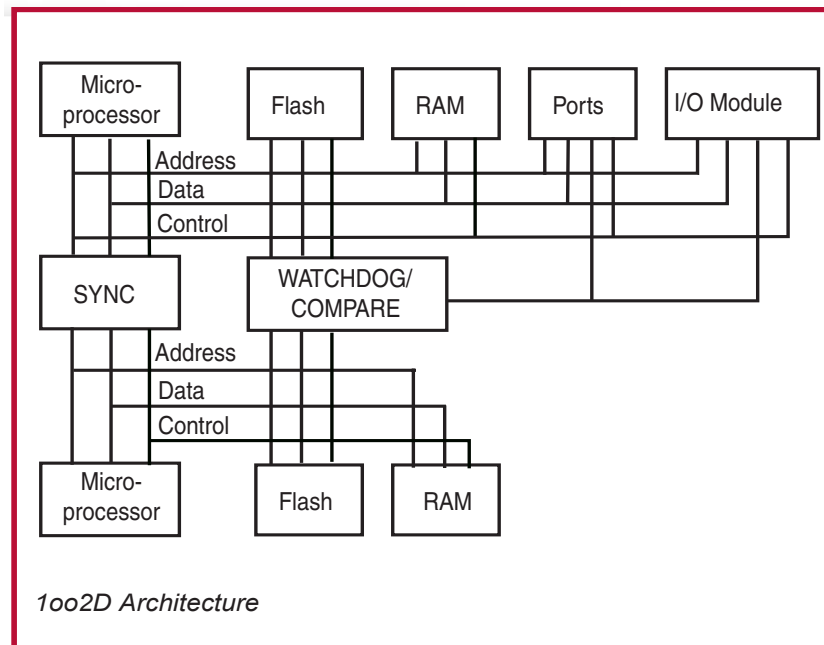 Micro-
processor
Flash
RAM
Ports
I/O Module
Address
Data
Control
SYNC
WATCHDOG/
COMPARE
Address
Data
Control
Micro-
processor
Flash
RAM
1oo2D Architecture